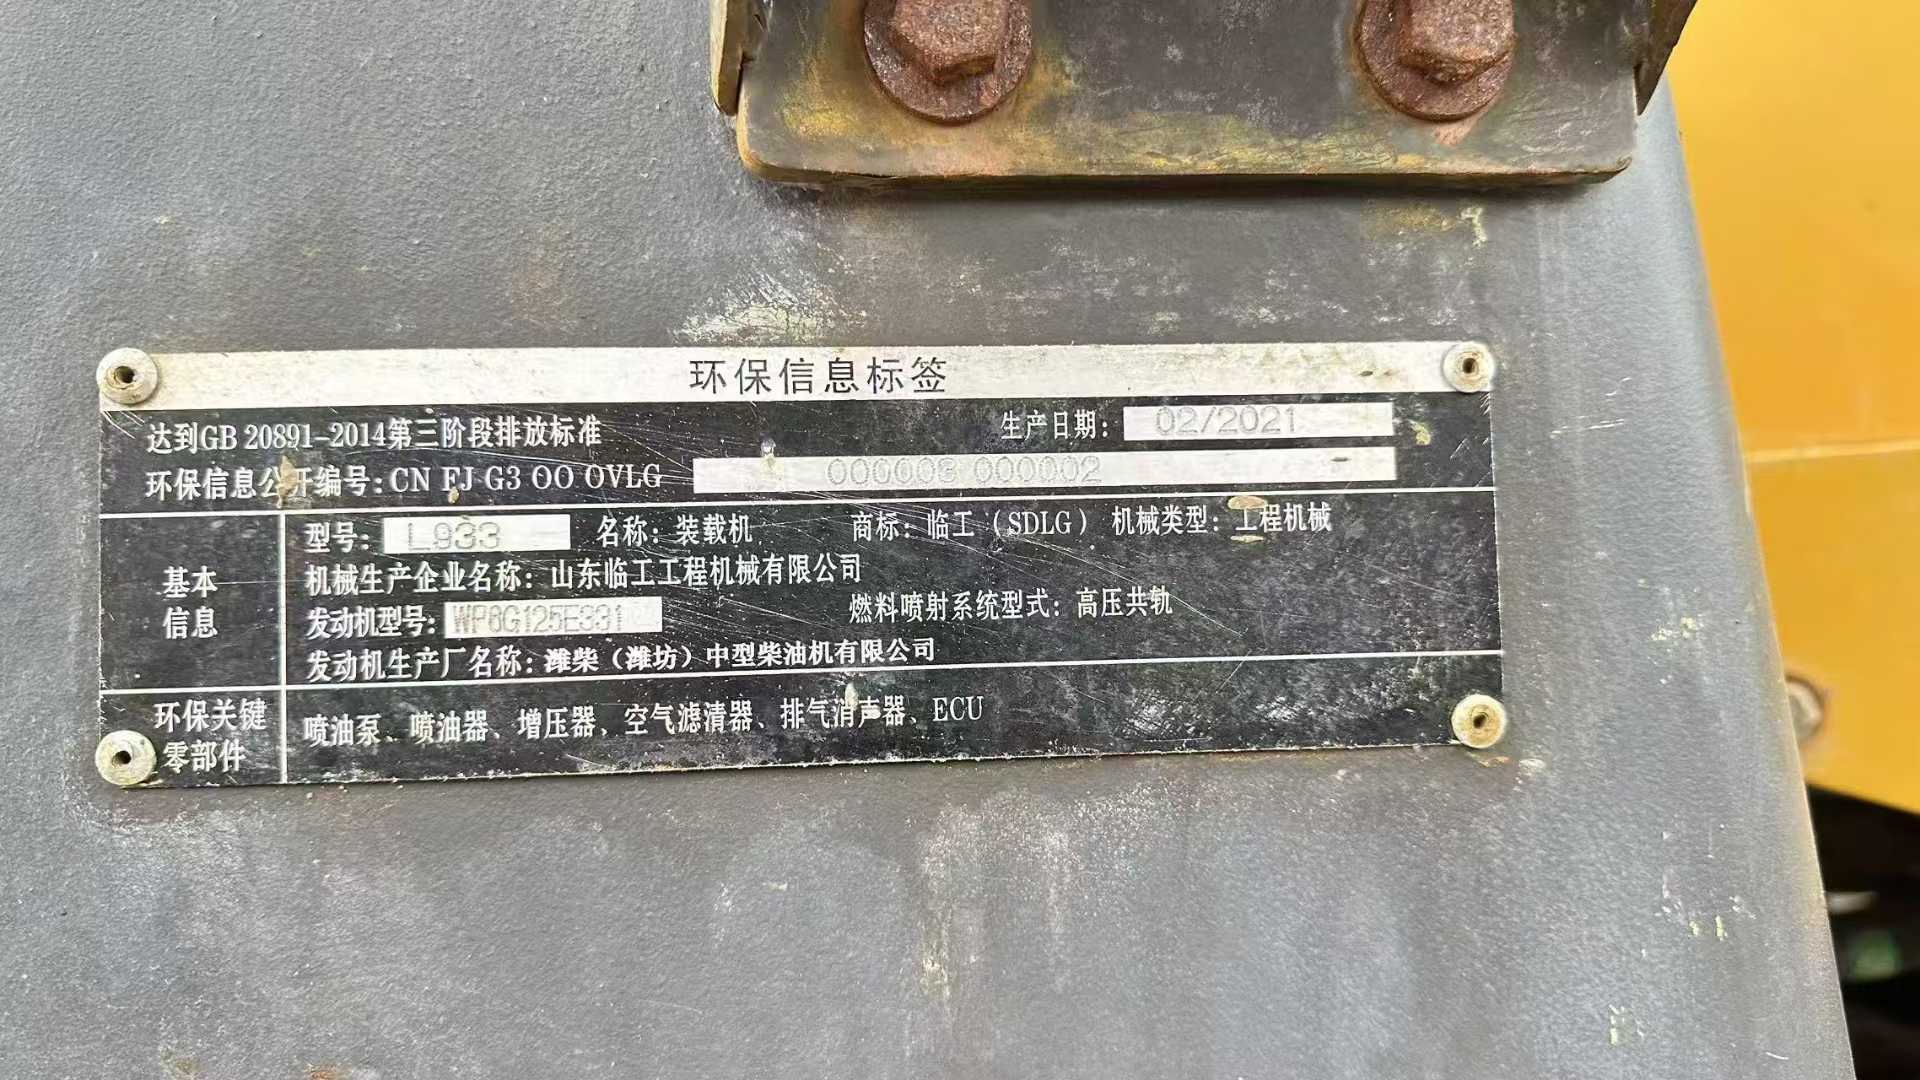 环保信息标签
达到GB 20891-2014第三阶段排放标准 生产日期: 02/2021
环保信息公开编号: CN FJ G3 OO OVLG 000003 000002
基本信息
型号: L933 名称: 装载机 商标: 临工(SDLG) 机械类型: 工程机械
机械生产企业名称: 山东临工工程机械有限公司
发动机型号: WP6G125E331 燃料喷射系统型式: 高压共轨
发动机生产厂名称: 潍柴(潍坊)中型柴油机有限公司
环保关键零部件
喷油泵、喷油器、增压器、空气滤清器、排气消声器、ECU